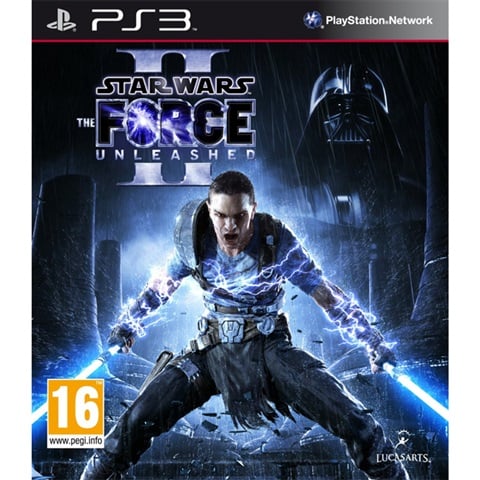 PS3
PlayStation®Network
STAR WARS
THE FORCE
UNLEASHED
II
16
www.pegi.info
LUCASARTS